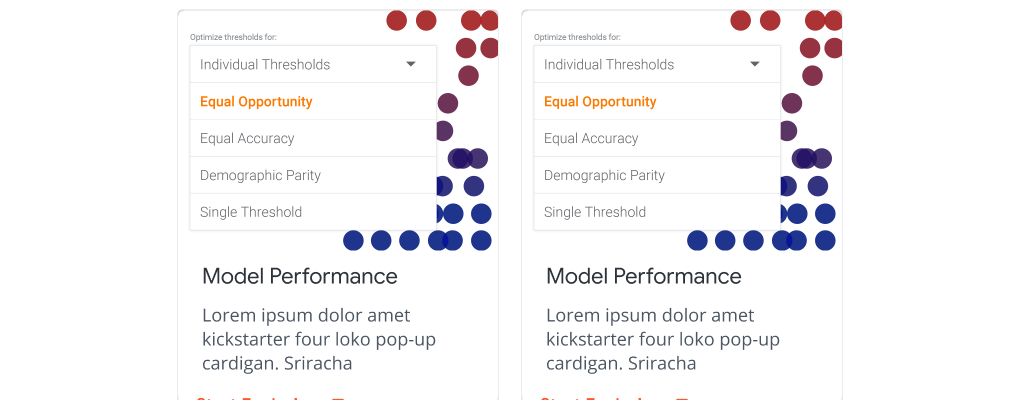 Optimize thresholds for:
Individual Thresholds
Equal Opportunity
Equal Accuracy
Demographic Parity
Single Threshold
Model Performance
Lorem ipsum dolor amet
kickstarter four loko pop-up
cardigan. Sriracha
Optimize thresholds for:
Individual Thresholds
Equal Opportunity
Equal Accuracy
Demographic Parity
Single Threshold
Model Performance
Lorem ipsum dolor amet
kickstarter four loko pop-up
cardigan. Sriracha